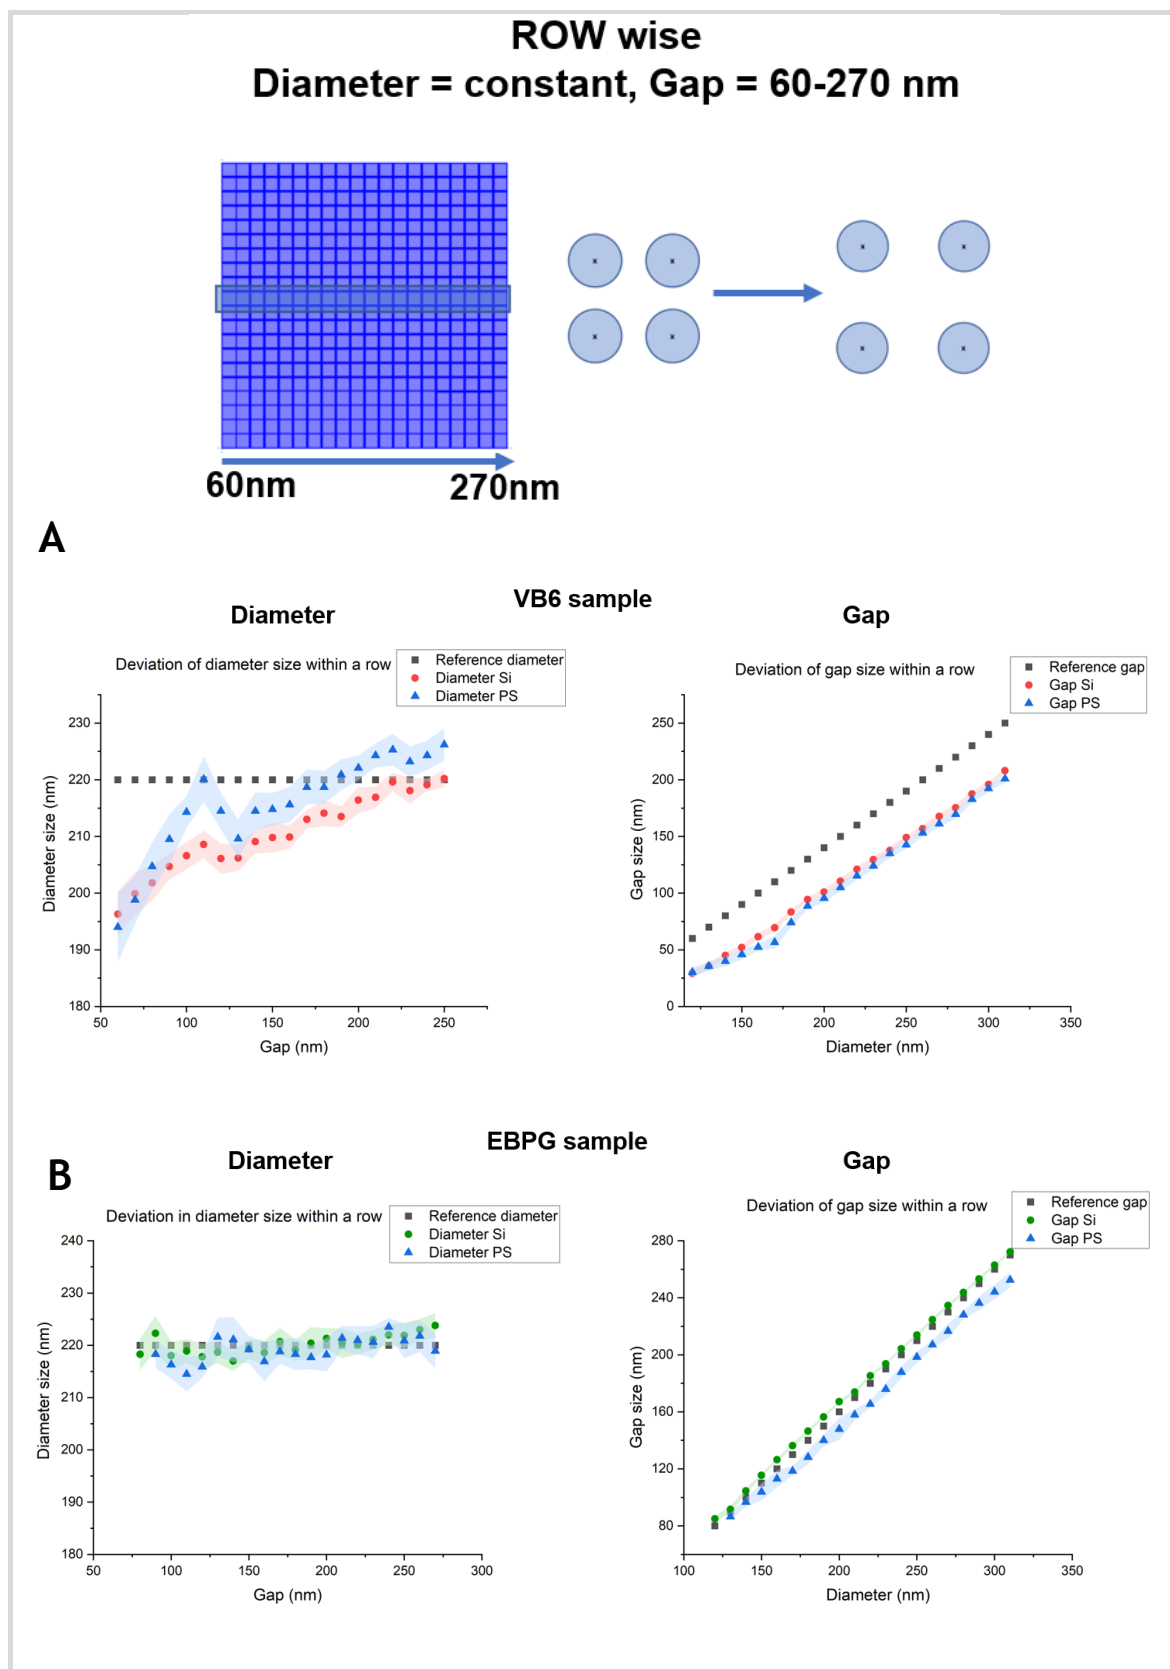 ROW wise
Diameter = constant, Gap = 60-270 nm
60nm
270nm
A
VB6 sample
Diameter
Gap
Deviation of diameter size within a row
Reference diameter
Diameter Si
Diameter PS
230
220
210
200
190
180
50
100
150
200
250
Diameter size (nm)
Gap (nm)
Deviation of gap size within a row
Reference gap
Gap Si
Gap PS
250
200
150
100
50
0
150
200
250
300
350
Gap size (nm)
Diameter (nm)
EBPG sample
B
Diameter
Gap
Deviation in diameter size within a row
Reference diameter
Diameter Si
Diameter PS
240
230
220
210
200
190
180
50
100
150
200
250
300
Diameter size (nm)
Gap (nm)
Deviation of gap size within a row
Reference gap
Gap Si
Gap PS
280
240
200
160
120
80
100
150
200
250
300
350
Gap size (nm)
Diameter (nm)